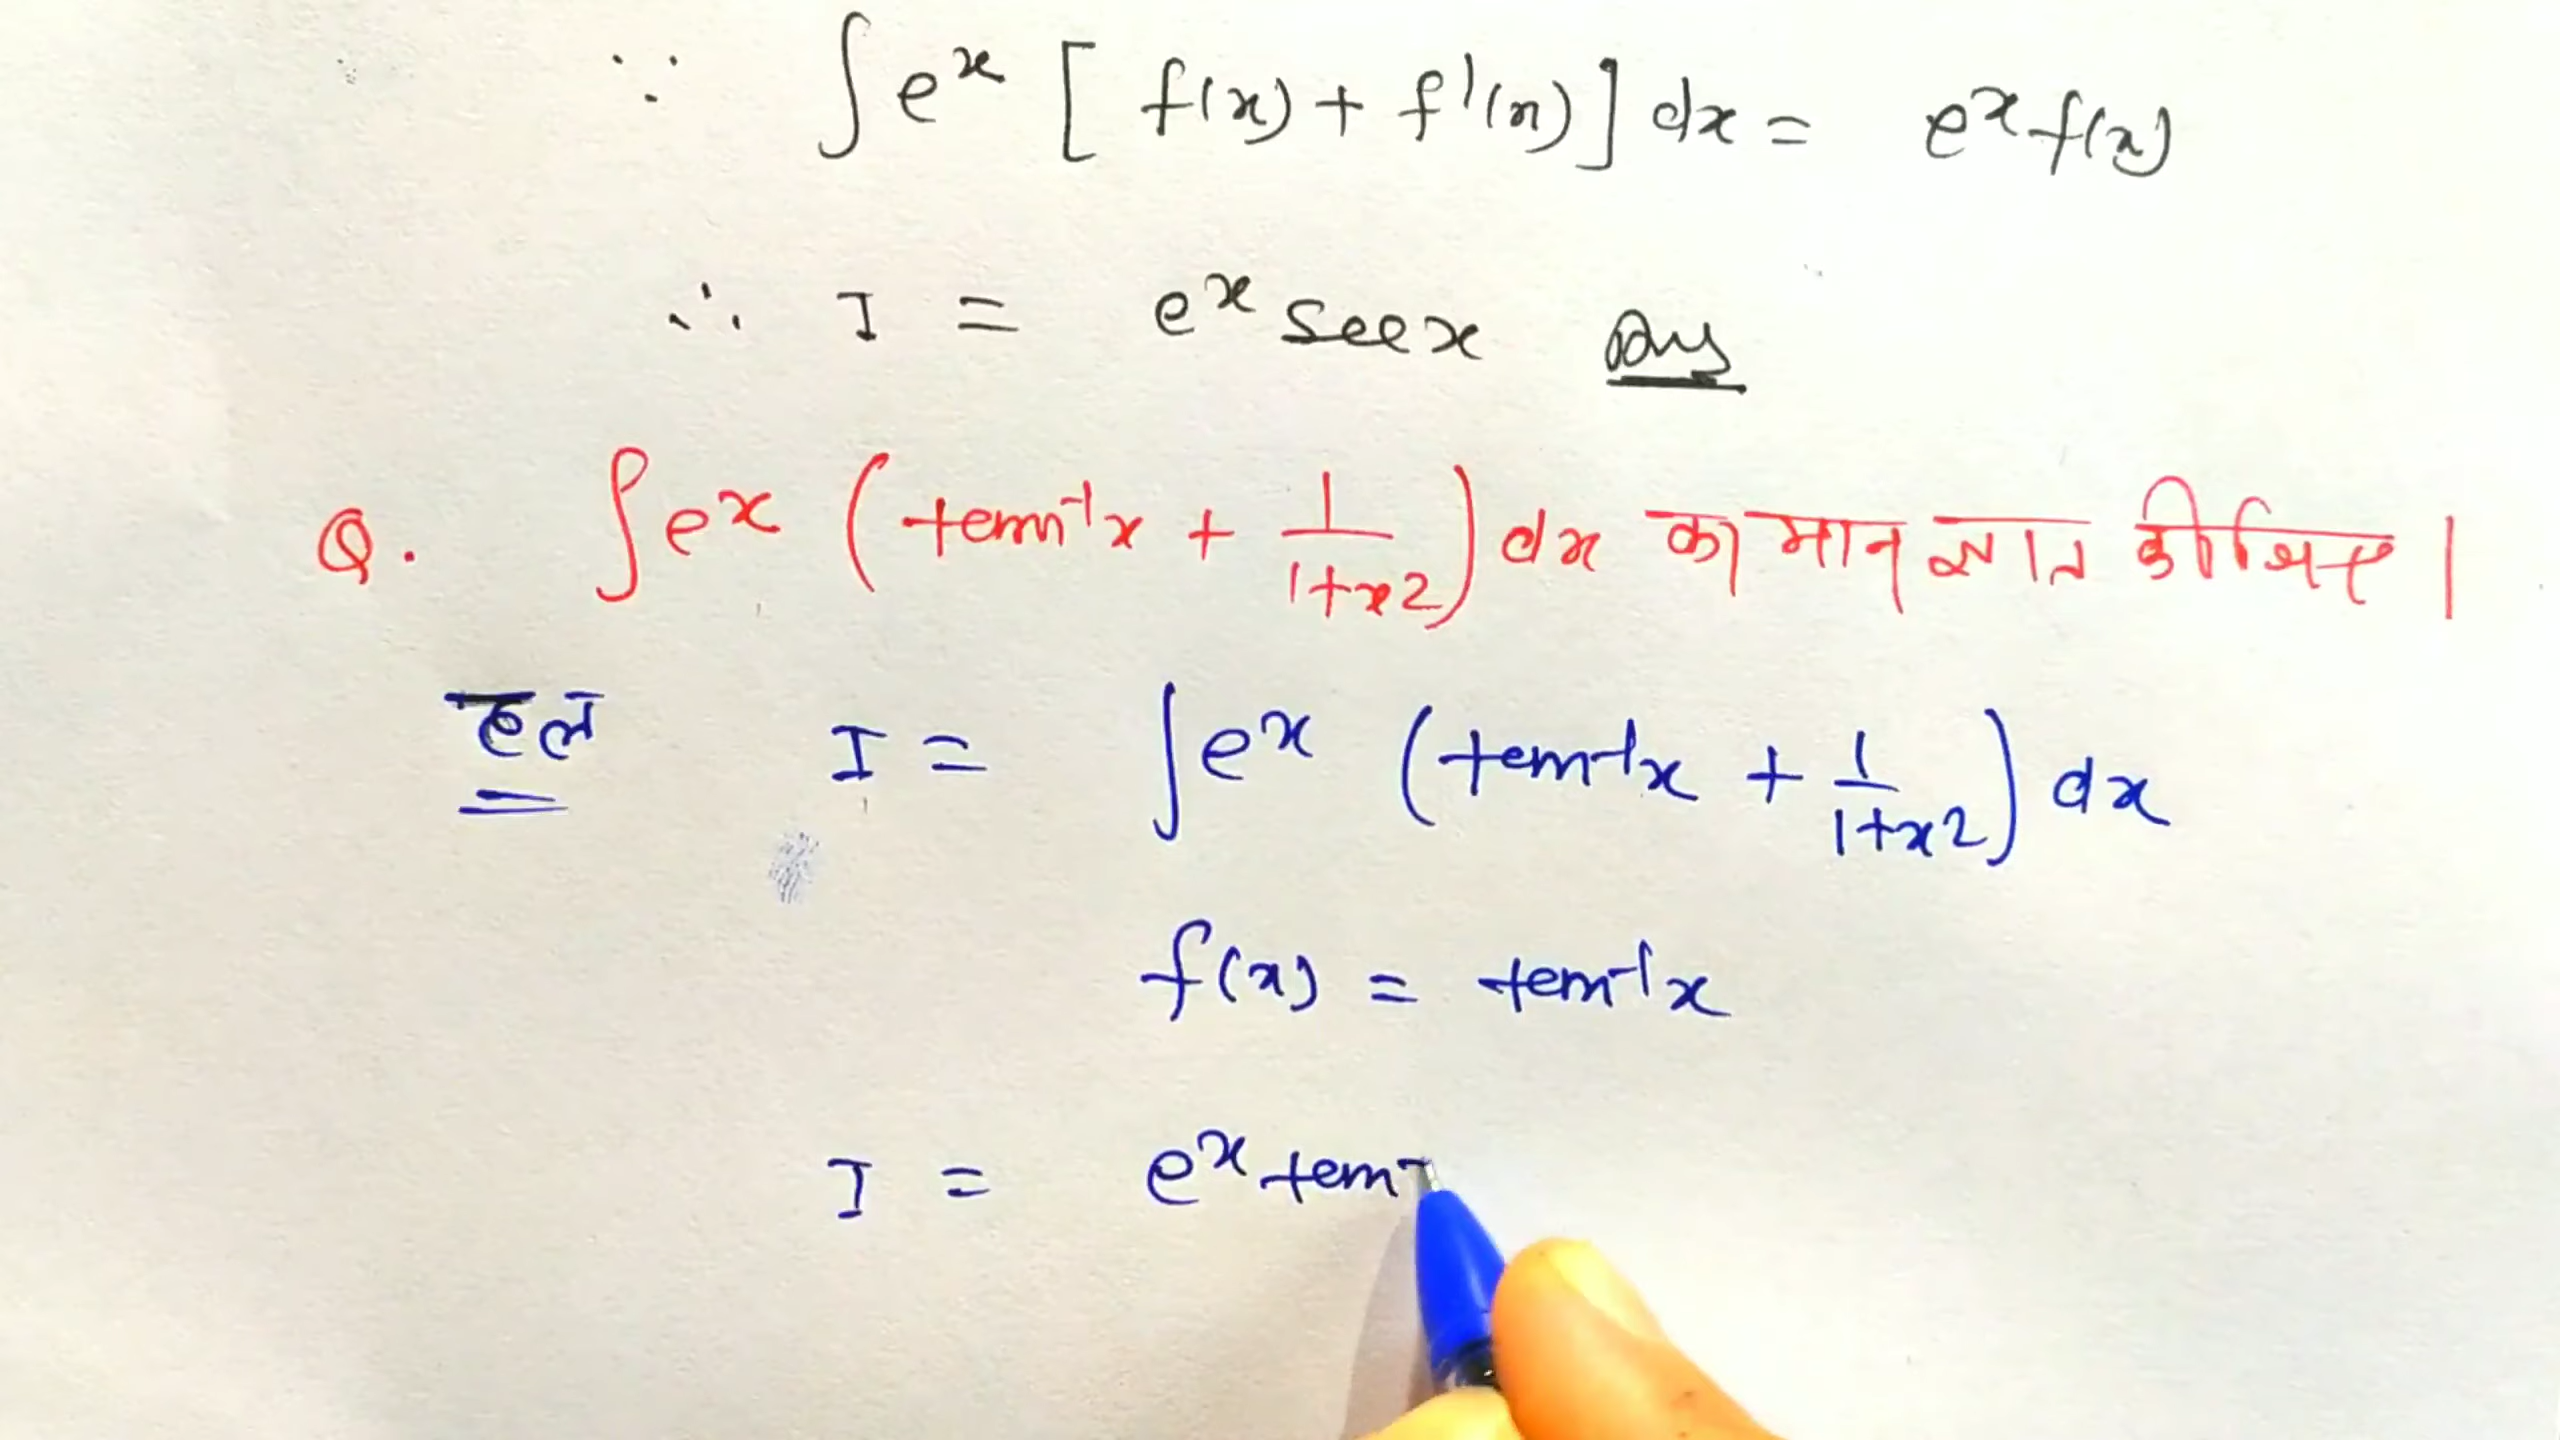 ∵ ∫ eˣ [ f(x) + f'(x) ] dx = eˣ f(x)
∴ I = eˣ secx Ans
Q. ∫ eˣ ( tan⁻¹x + 1/(1+x²) ) dx का मान ज्ञात कीजिए।
हल I = ∫ eˣ ( tan⁻¹x + 1/(1+x²) ) dx
f(x) = tan⁻¹x
I = eˣ tan⁻